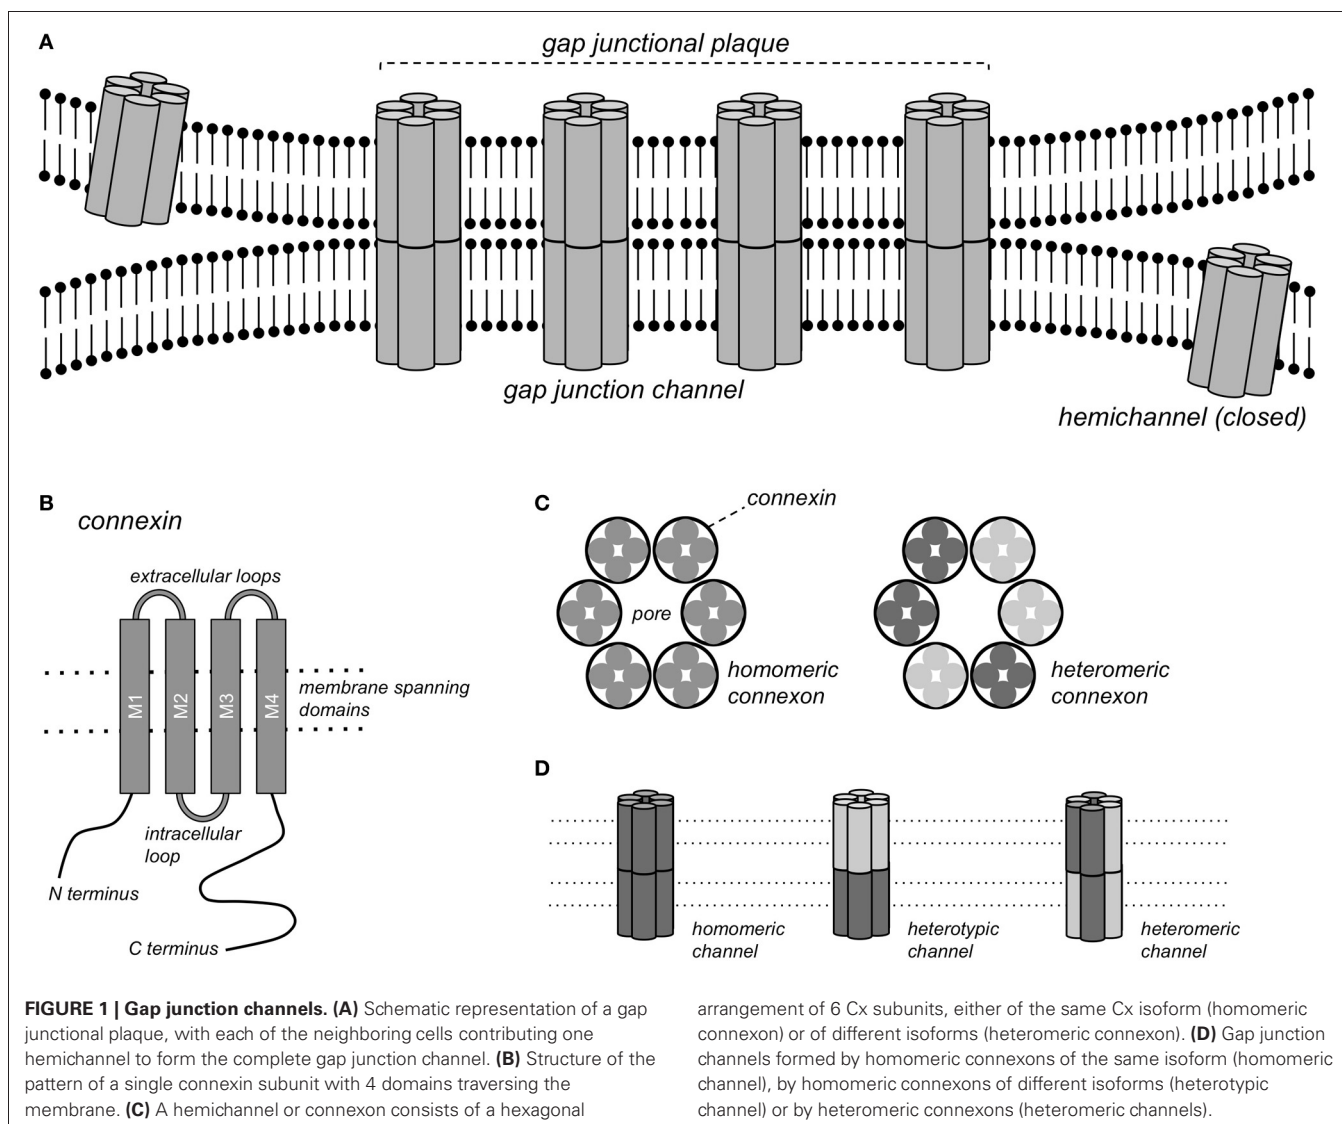 A
gap junctional plaque
gap junction channel
hemichannel (closed)
B
connexin
extracellular loops
M1
M2
M3
M4
membrane spanning
domains
intracellular
loop
N terminus
C terminus
C
connexin
pore
homomeric
connexon
heteromeric
connexon
D
homomeric
channel
heterotypic
channel
heteromeric
channel
FIGURE 1 | Gap junction channels. (A) Schematic representation of a gap
junctional plaque, with each of the neighboring cells contributing one
hemichannel to form the complete gap junction channel. (B) Structure of the
pattern of a single connexin subunit with 4 domains traversing the
membrane. (C) A hemichannel or connexon consists of a hexagonal
arrangement of 6 Cx subunits, either of the same Cx isoform (homomeric
connexon) or of different isoforms (heteromeric connexon). (D) Gap junction
channels formed by homomeric connexons of the same isoform (homomeric
channel), by homomeric connexons of different isoforms (heterotypic
channel) or by heteromeric connexons (heteromeric channels).